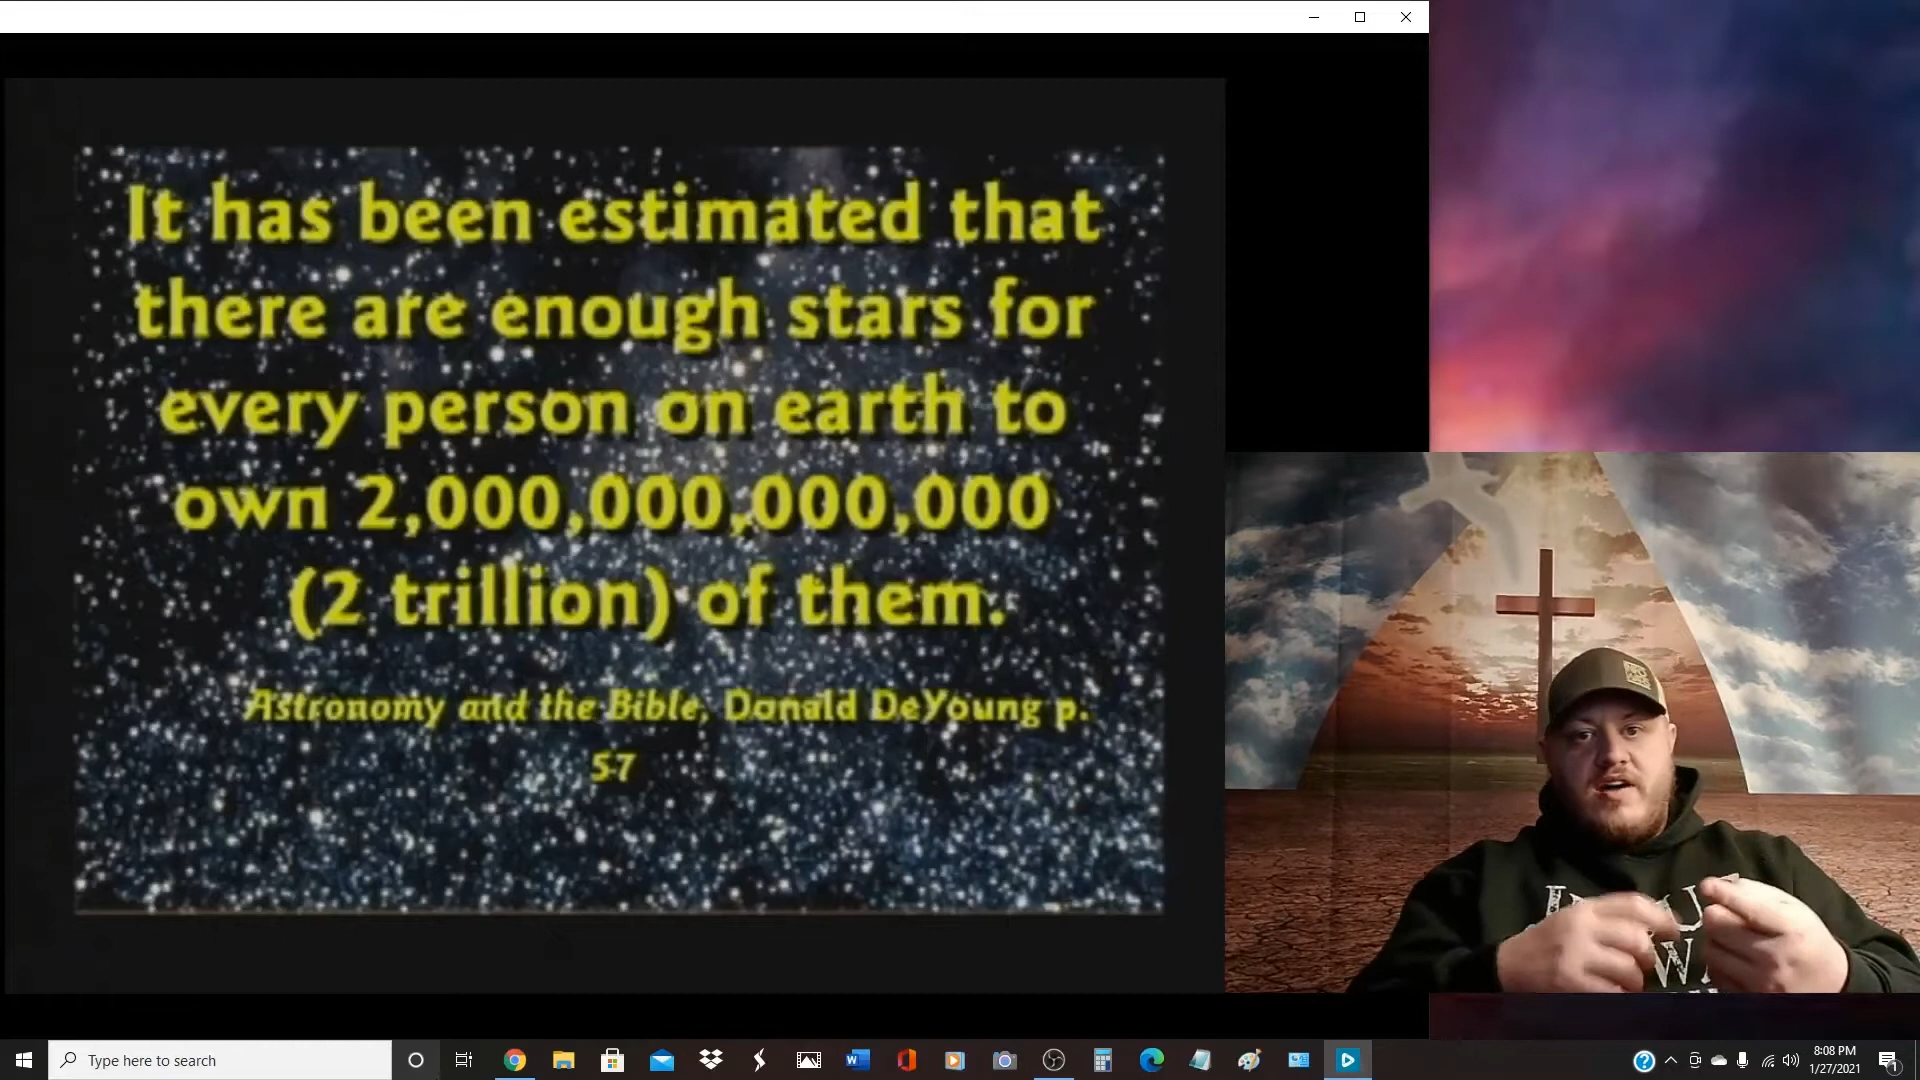 It has been estimated that
there are enough stars for
every person on earth to
own 2,000,000,000,000
(2 trillion) of them.
Astronomy and the Bible, Donald DeYoung p.
57
Type here to search
8:08 PM
1/27/2021